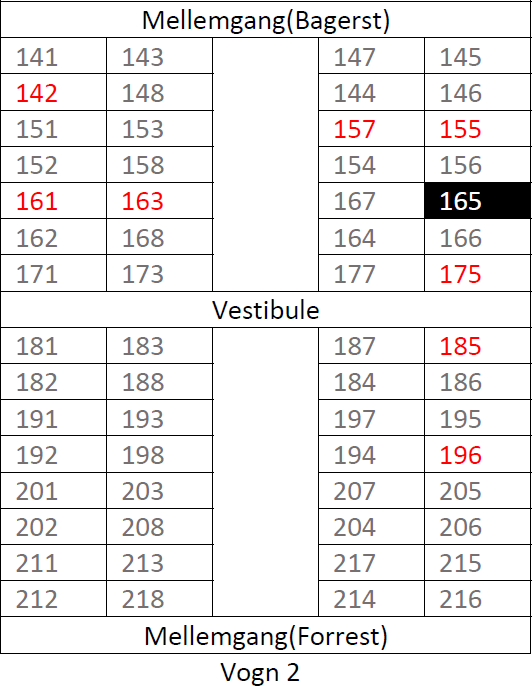 Mellemgang(Bagerst)
141 143 147 145
142 148 144 146
151 153 157 155
152 158 154 156
161 163 167 165
162 168 164 166
171 173 177 175
Vestibule
181 183 187 185
182 188 184 186
191 193 197 195
192 198 194 196
201 203 207 205
202 208 204 206
211 213 217 215
212 218 214 216
Mellemgang(Forrest)
Vogn 2